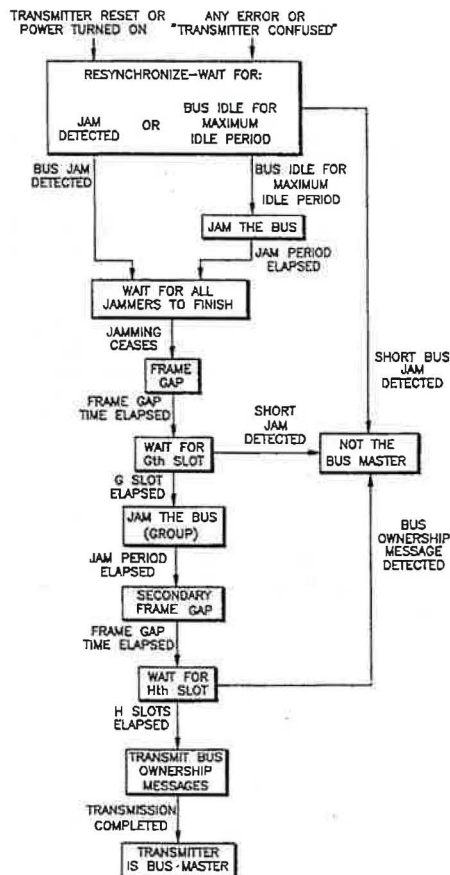 TRANSMITTER RESET OR
POWER TURNED ON
ANY ERROR OR
"TRANSMITTER CONFUSED"
RESYNCHRONIZE-WAIT FOR:
JAM
DETECTED
OR
BUS IDLE FOR
MAXIMUM
IDLE PERIOD
BUS JAM
DETECTED
BUS IDLE FOR
MAXIMUM
IDLE PERIOD
JAM THE BUS
JAM PERIOD
ELAPSED
WAIT FOR ALL
JAMMERS TO FINISH
JAMMING
CEASES
FRAME
GAP
SHORT BUS
JAM
DETECTED
FRAME GAP
TIME ELAPSED
SHORT
JAM
DETECTED
WAIT FOR
Gth SLOT
NOT THE
BUS MASTER
G SLOT
ELAPSED
JAM THE BUS
(GROUP)
BUS
OWNERSHIP
MESSAGE
DETECTED
JAM PERIOD
ELAPSED
SECONDARY
FRAME GAP
FRAME GAP
TIME ELAPSED
WAIT FOR
Hth SLOT
H SLOTS
ELAPSED
TRANSMIT BUS
OWNERSHIP
MESSAGES
TRANSMISSION
COMPLETED
TRANSMITTER
IS BUS-MASTER